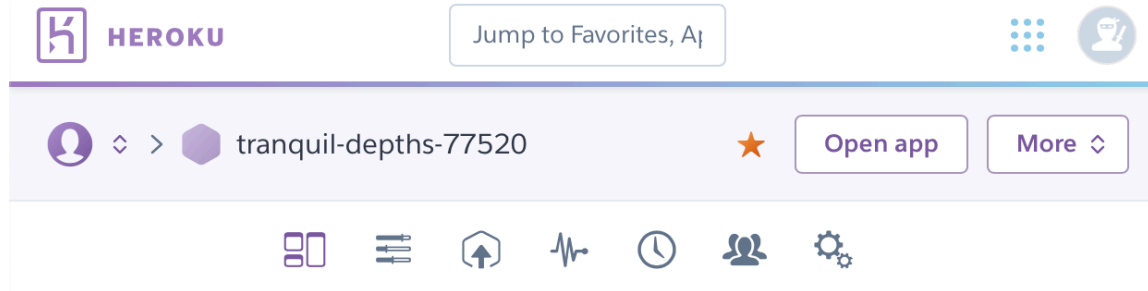 HEROKU
Jump to Favorites, Ap
tranquil-depths-77520
Open app
More